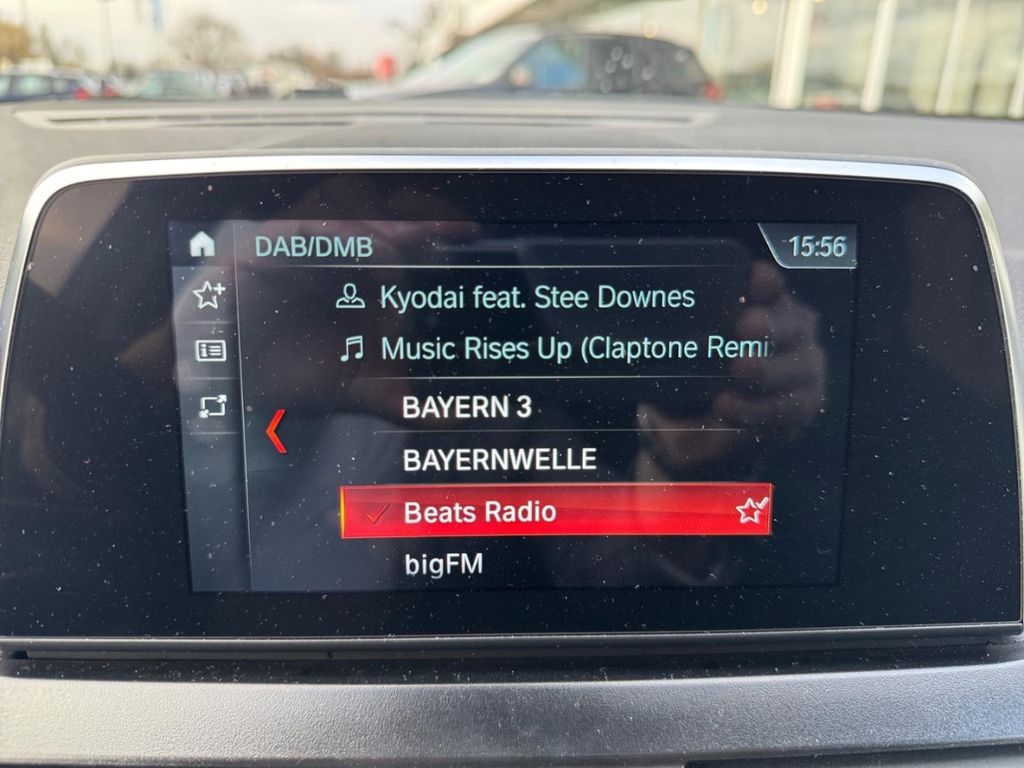 DAB/DMB
15:56
Kyodai feat. Stee Downes
Music Rises Up (Claptone Remi
BAYERN 3
BAYERNWELLE
Beats Radio
bigFM